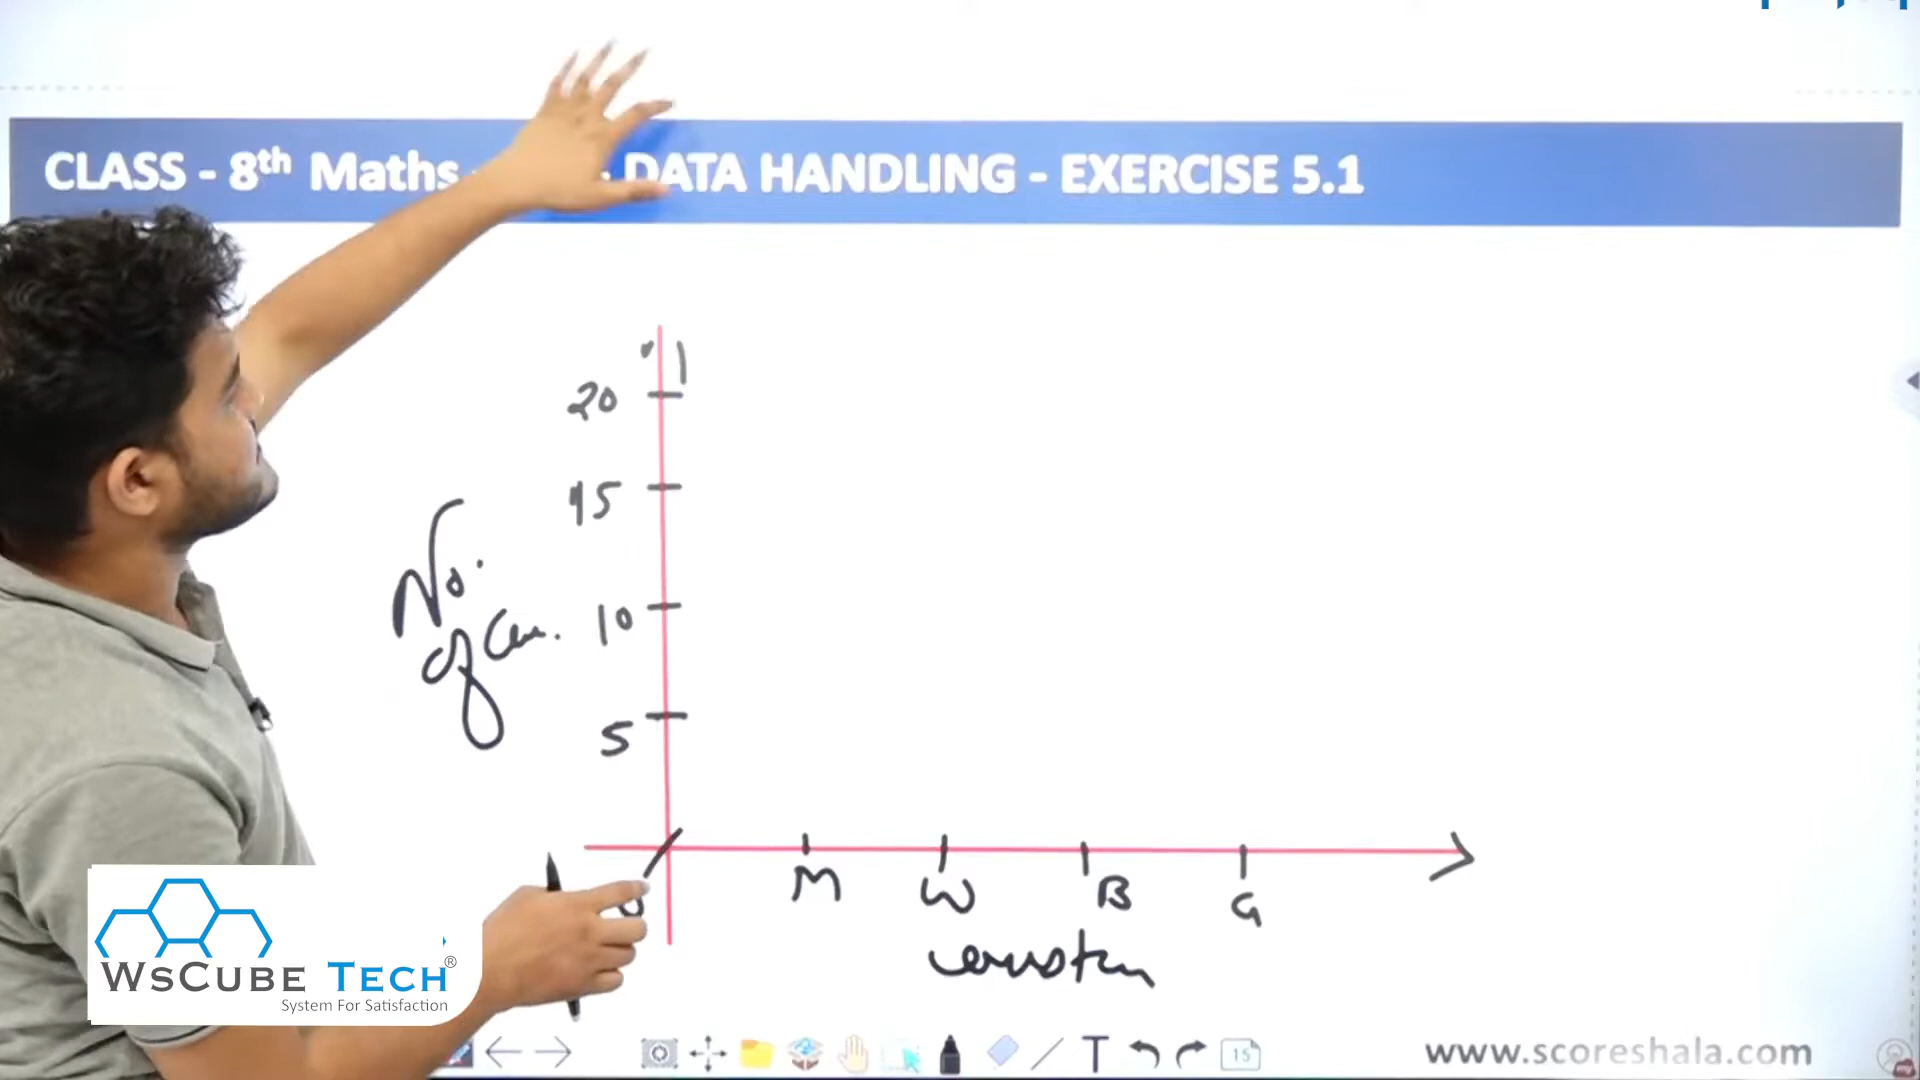 CLASS - 8th Maths - DATA HANDLING - EXERCISE 5.1
20
15
No.
of
10
5
M W B G
WSCUBE TECH®
System For Satisfaction
T
15
www.scoreshala.com